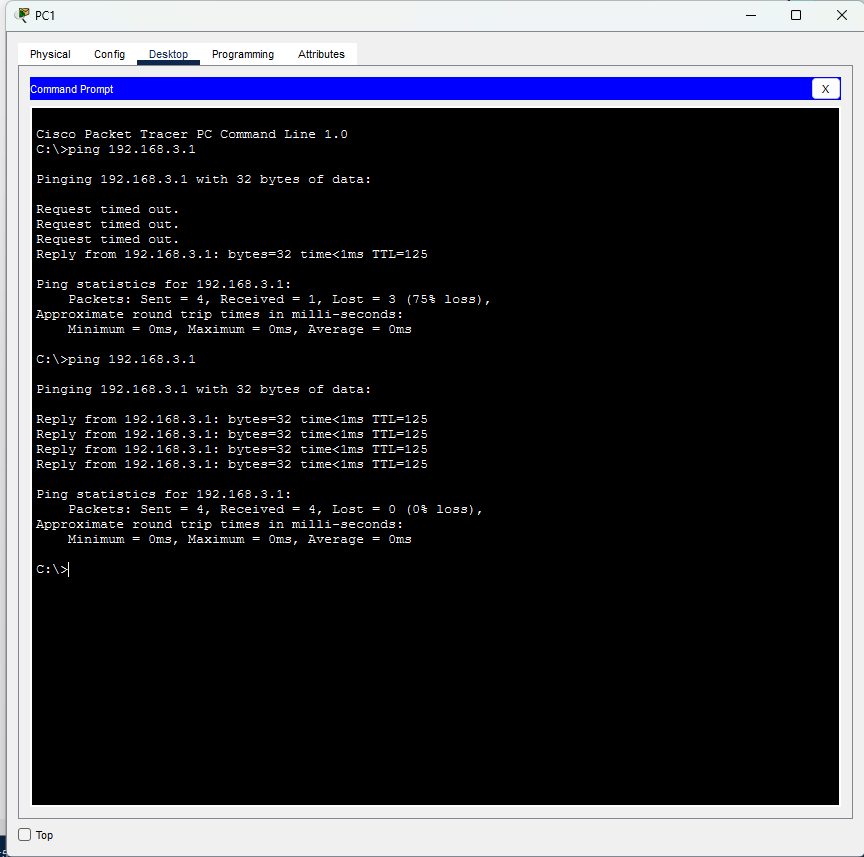 PC1
Physical Config Desktop Programming Attributes
Command Prompt X
Cisco Packet Tracer PC Command Line 1.0
C:\>ping 192.168.3.1
Pinging 192.168.3.1 with 32 bytes of data:
Request timed out.
Request timed out.
Request timed out.
Reply from 192.168.3.1: bytes=32 time<1ms TTL=125
Ping statistics for 192.168.3.1:
    Packets: Sent = 4, Received = 1, Lost = 3 (75% loss),
Approximate round trip times in milli-seconds:
    Minimum = 0ms, Maximum = 0ms, Average = 0ms
C:\>ping 192.168.3.1
Pinging 192.168.3.1 with 32 bytes of data:
Reply from 192.168.3.1: bytes=32 time<1ms TTL=125
Reply from 192.168.3.1: bytes=32 time<1ms TTL=125
Reply from 192.168.3.1: bytes=32 time<1ms TTL=125
Reply from 192.168.3.1: bytes=32 time<1ms TTL=125
Ping statistics for 192.168.3.1:
    Packets: Sent = 4, Received = 4, Lost = 0 (0% loss),
Approximate round trip times in milli-seconds:
    Minimum = 0ms, Maximum = 0ms, Average = 0ms
C:\>
Top